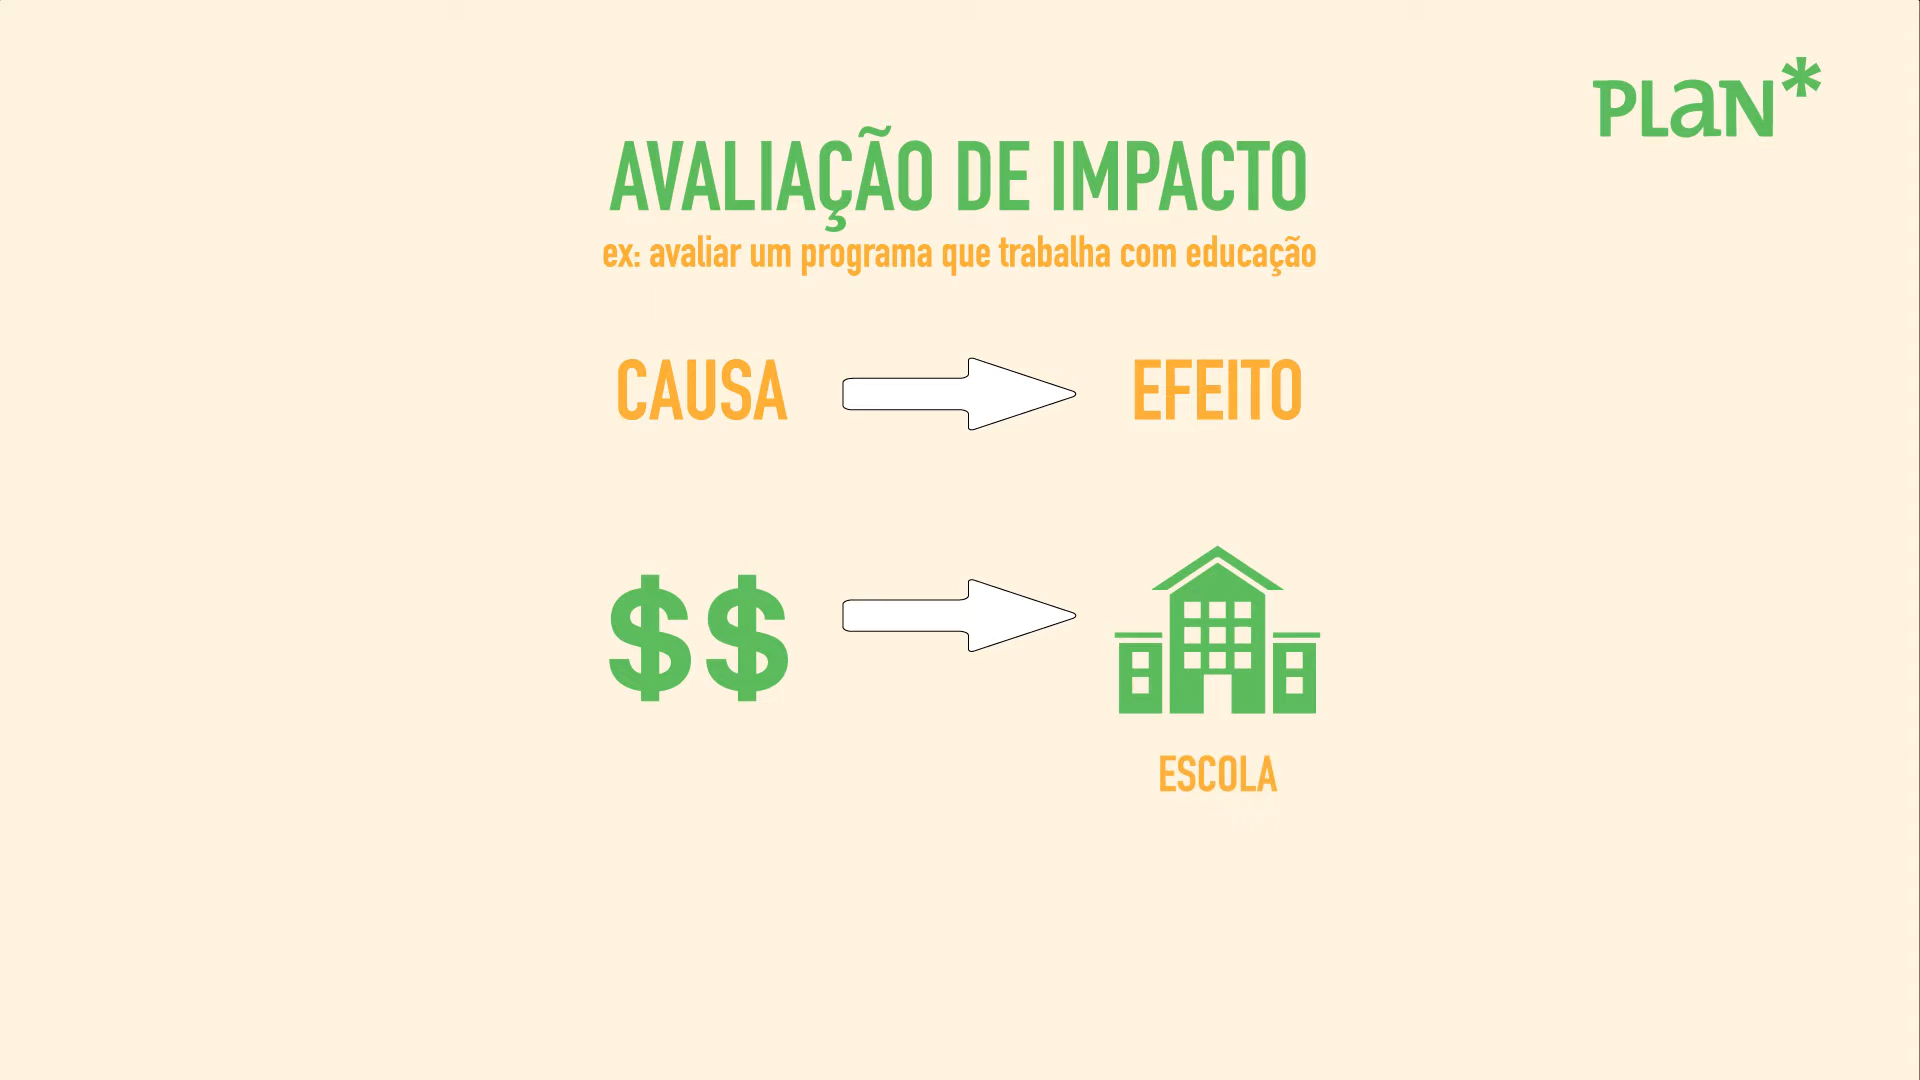 PLaN*
AVALIAÇÃO DE IMPACTO
ex: avaliar um programa que trabalha com educação
CAUSA
EFEITO
$$
ESCOLA